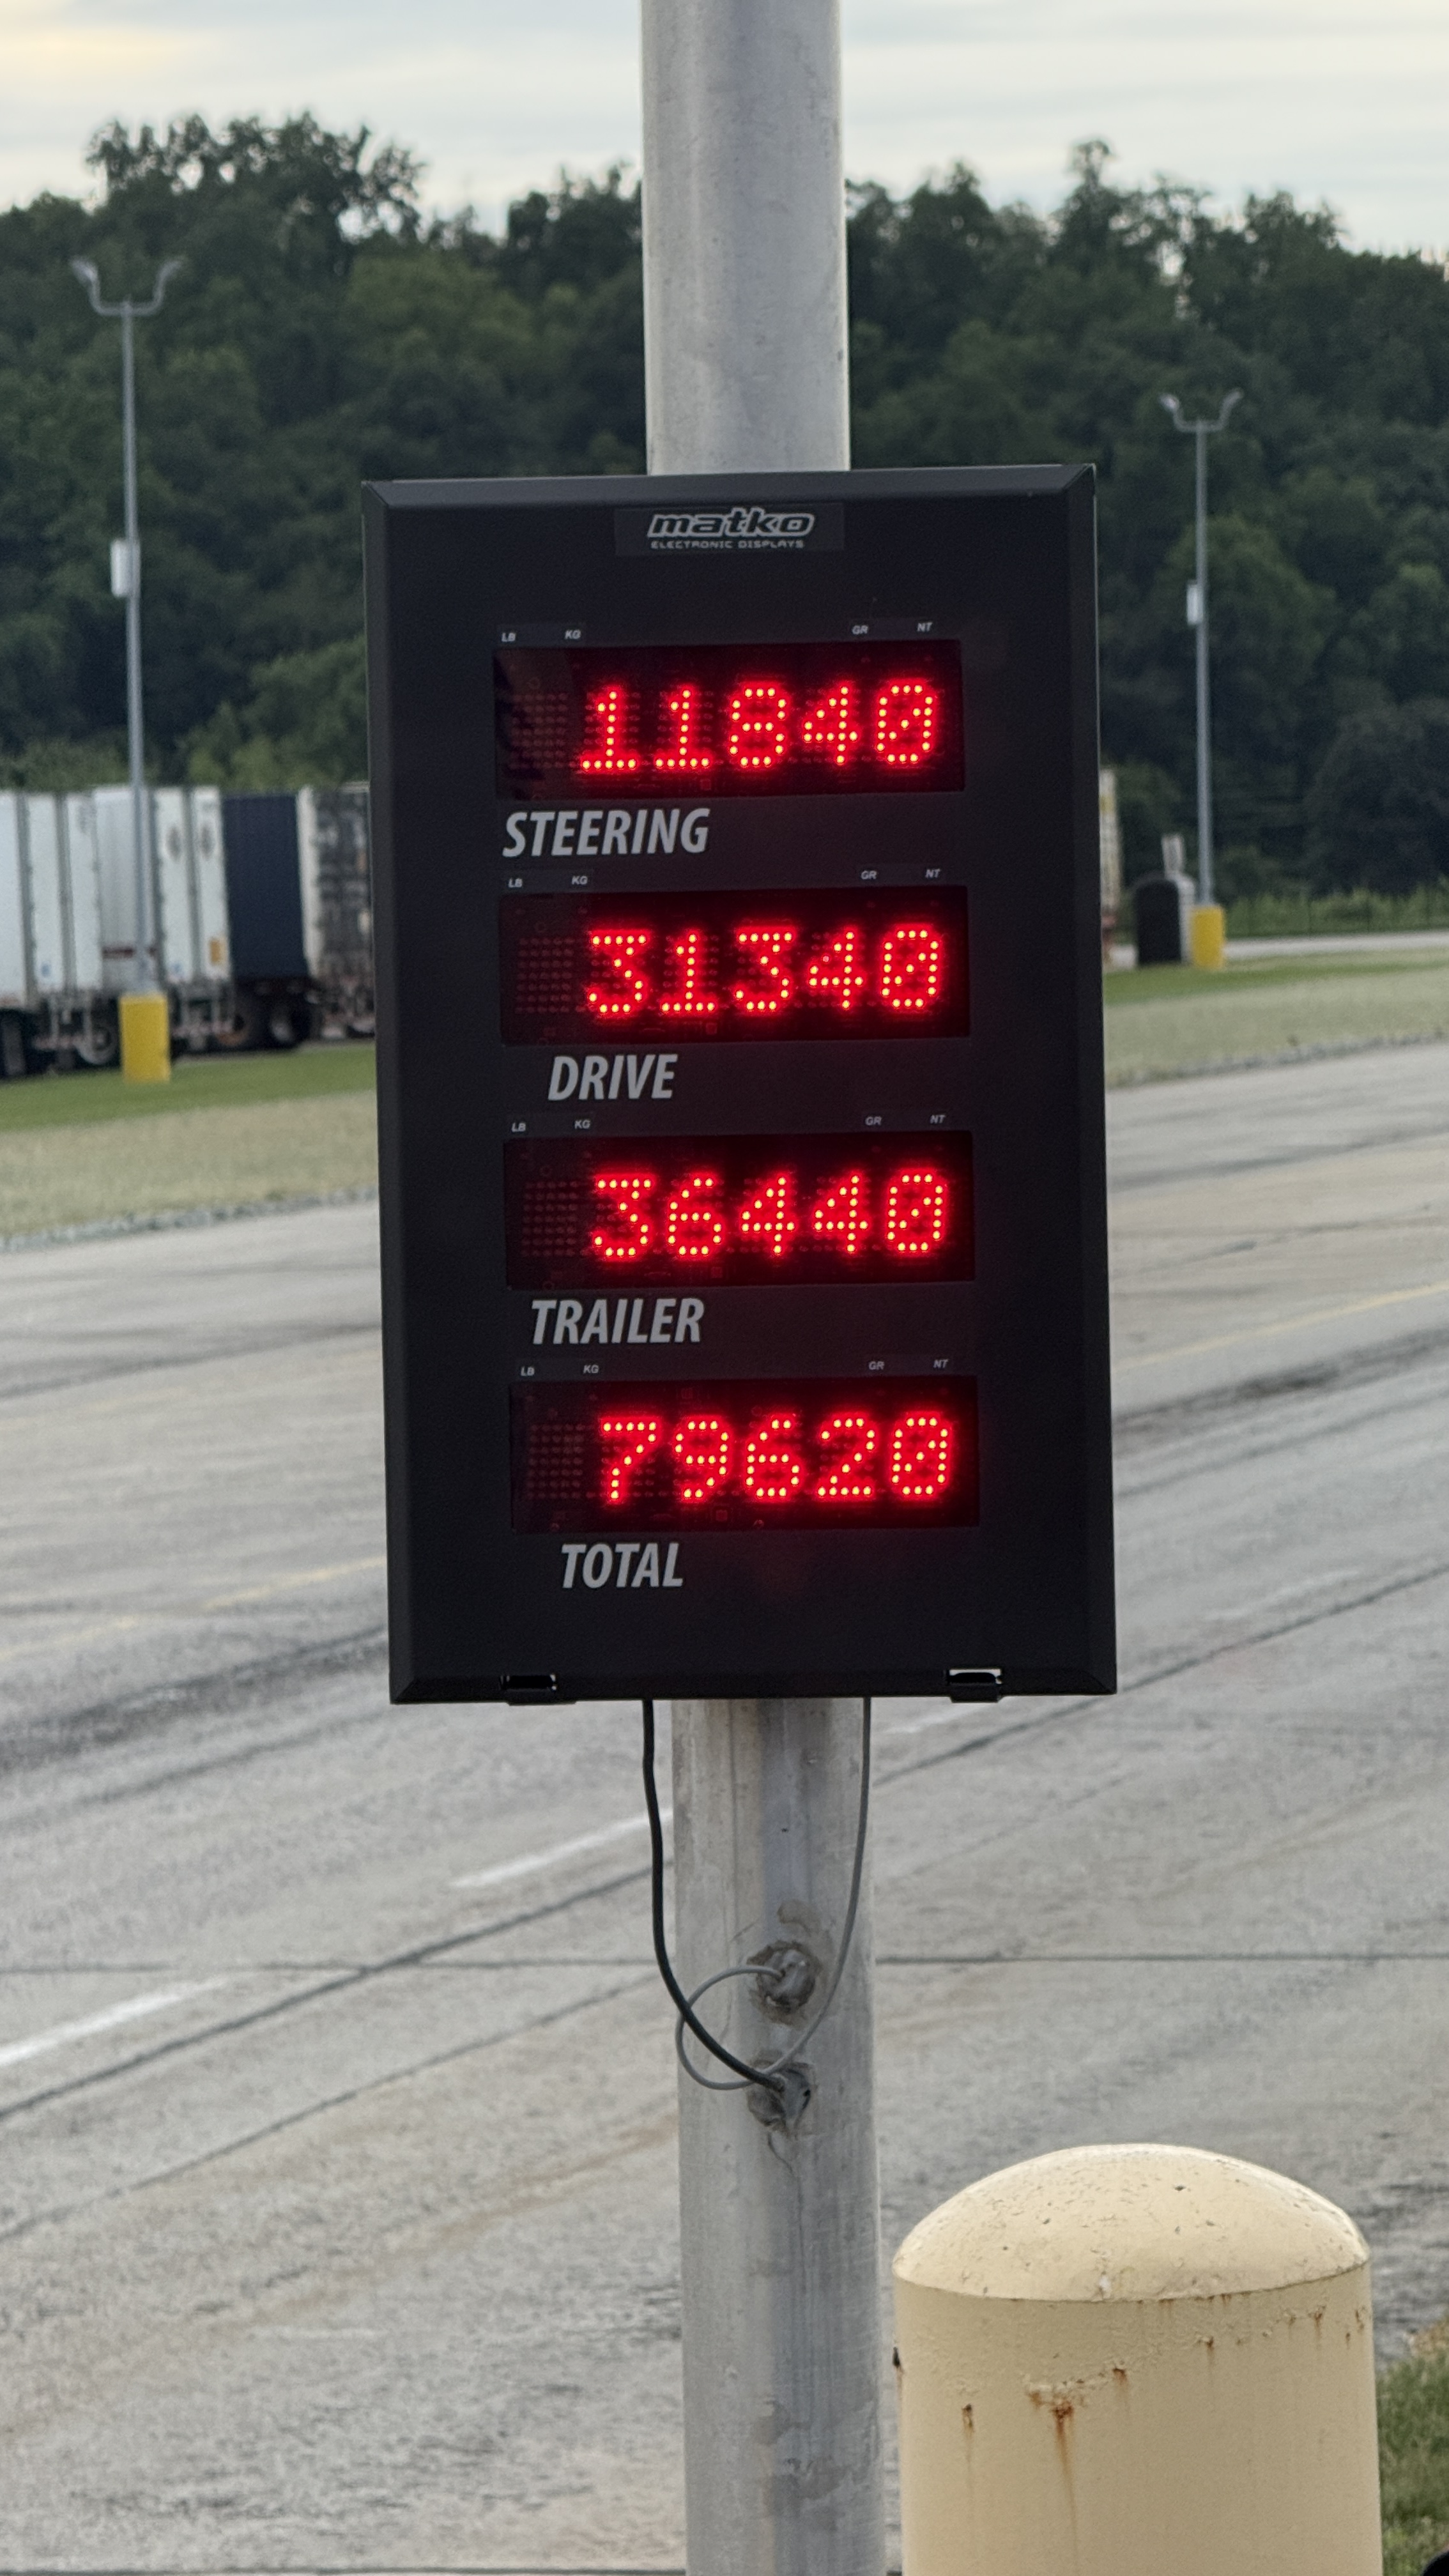 matko
ELECTRONIC DISPLAYS
LB KG GR NT
11840
STEERING
LB KG GR NT
31340
DRIVE
LB KG GR NT
36440
TRAILER
LB KG GR NT
79620
TOTAL